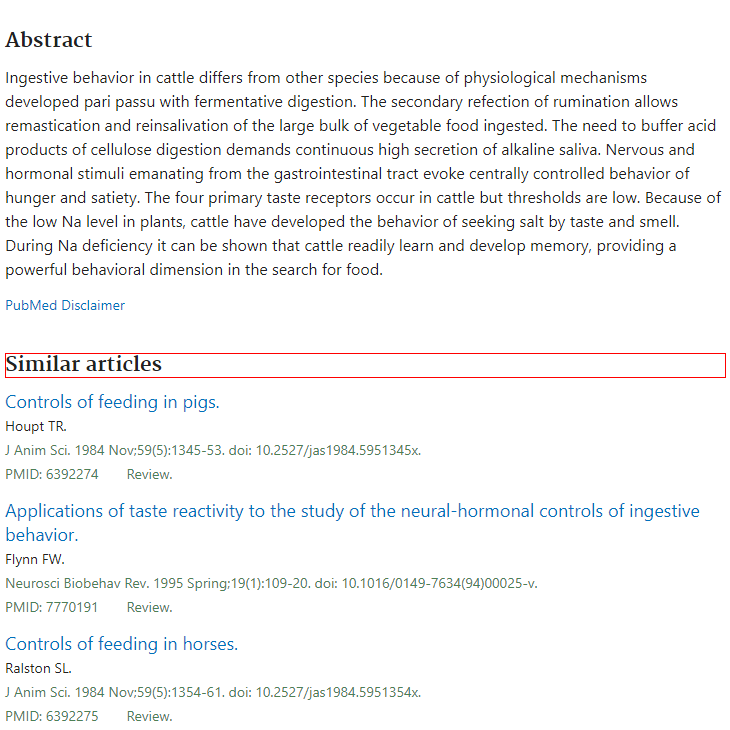 Abstract
Ingestive behavior in cattle differs from other species because of physiological mechanisms
developed pari passu with fermentative digestion. The secondary refection of rumination allows
remastication and reinsalivation of the large bulk of vegetable food ingested. The need to buffer acid
products of cellulose digestion demands continuous high secretion of alkaline saliva. Nervous and
hormonal stimuli emanating from the gastrointestinal tract evoke centrally controlled behavior of
hunger and satiety. The four primary taste receptors occur in cattle but thresholds are low. Because of
the low Na level in plants, cattle have developed the behavior of seeking salt by taste and smell.
During Na deficiency it can be shown that cattle readily learn and develop memory, providing a
powerful behavioral dimension in the search for food.
PubMed Disclaimer
Similar articles
Controls of feeding in pigs.
Houpt TR.
J Anim Sci. 1984 Nov;59(5):1345-53. doi: 10.2527/jas1984.5951345x.
PMID: 6392274 Review.
Applications of taste reactivity to the study of the neural-hormonal controls of ingestive
behavior.
Flynn FW.
Neurosci Biobehav Rev. 1995 Spring;19(1):109-20. doi: 10.1016/0149-7634(94)00025-v.
PMID: 7770191 Review.
Controls of feeding in horses.
Ralston SL.
J Anim Sci. 1984 Nov;59(5):1354-61. doi: 10.2527/jas1984.5951354x.
PMID: 6392275 Review.